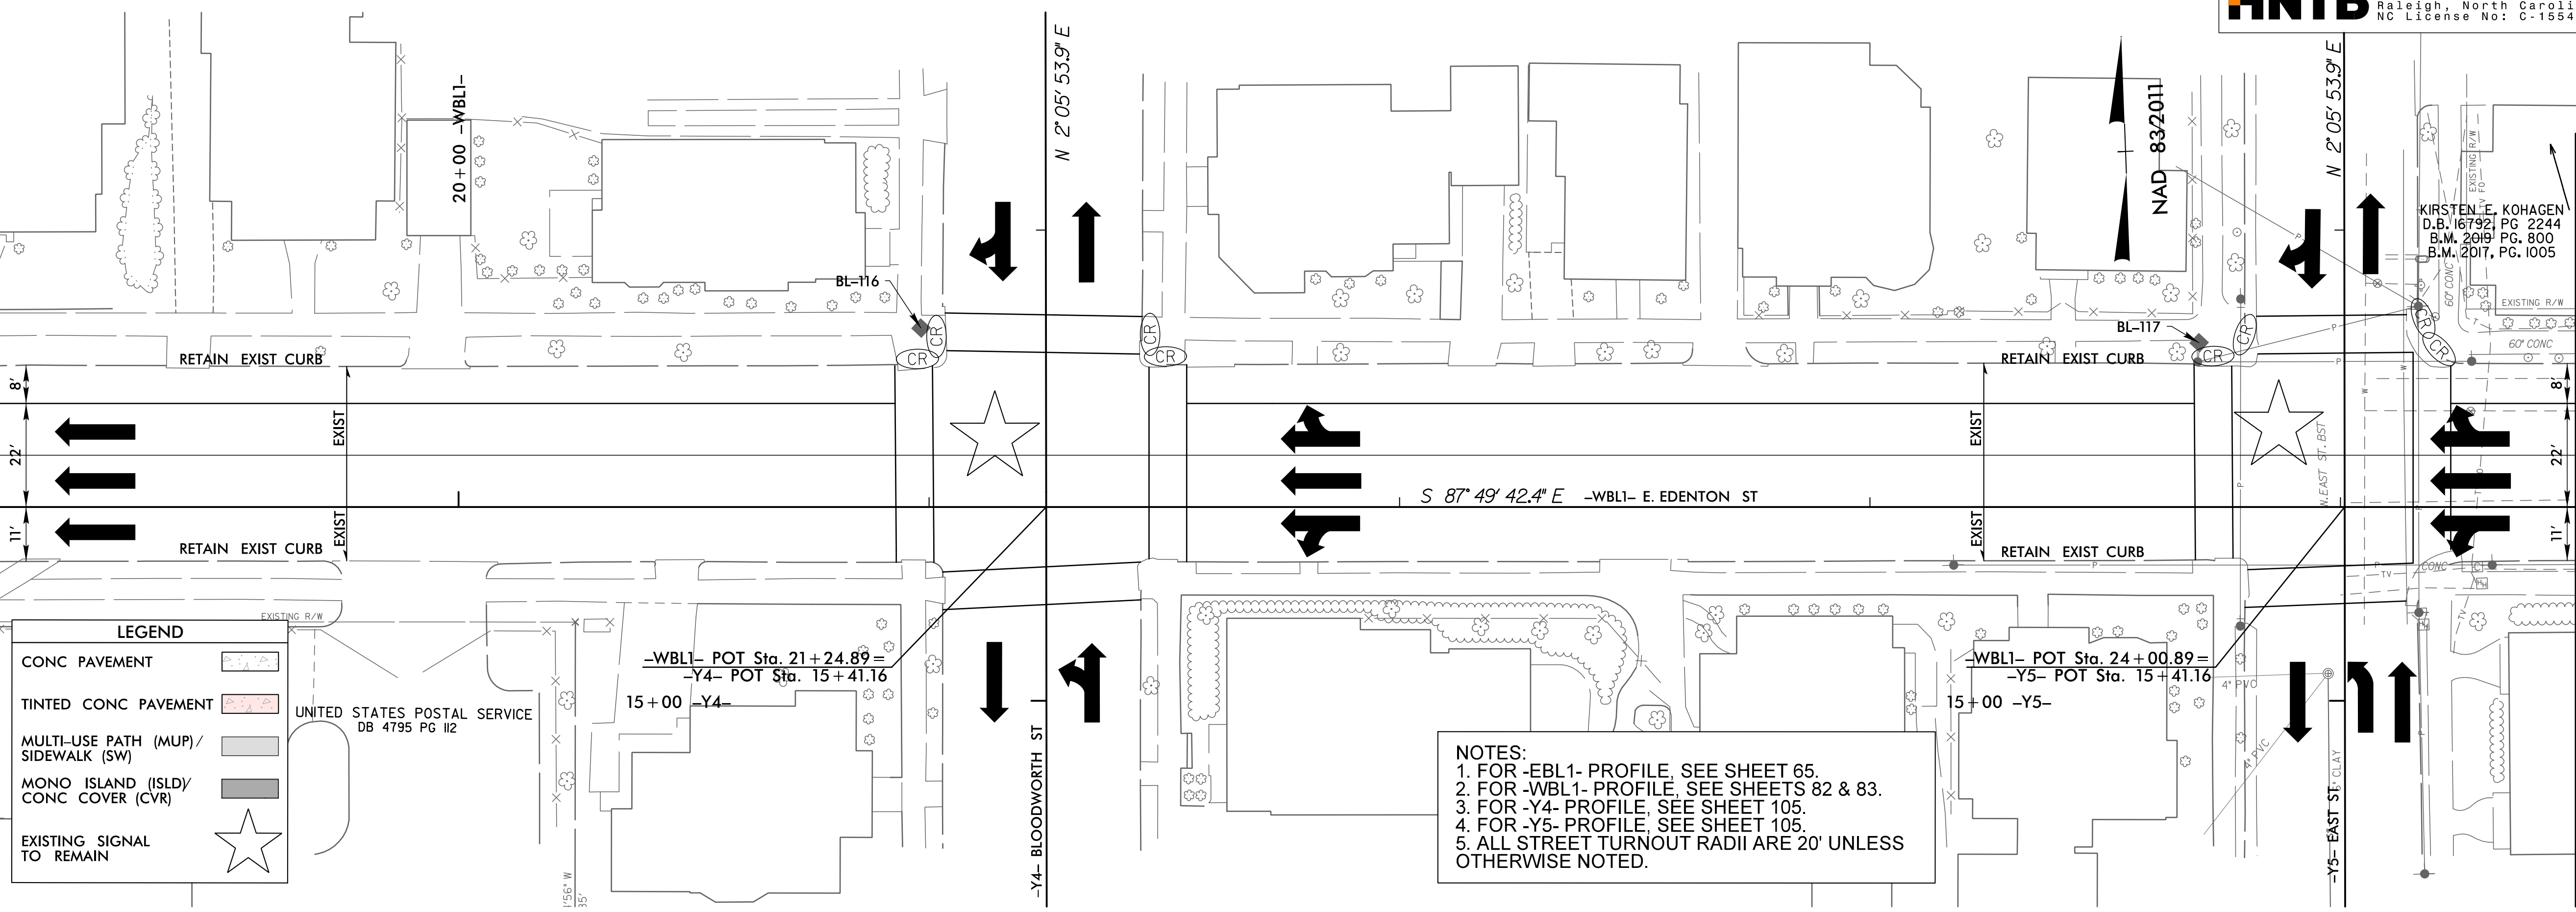 HNTB
Raleigh, North Caroli
NC License No: C-1554
20+00 -WBL1-
N 2° 05' 53.9" E
NAD 83/2011
N 2° 05' 53.9" E
EXISTING R/W
FO
TV
KIRSTEN E. KOHAGEN
D.B. 16792, PG 2244
B.M. 2019 PG. 800
B.M. 2017, PG. 1005
60" CONC
EXISTING R/W
60" CONC
BL-116
BL-117
CR
CR
CR
CR
CR
CR
CR
CR
RETAIN EXIST CURB
RETAIN EXIST CURB
8'
22'
11'
EXIST
EXIST
EXIST
EXIST
8'
22'
11'
S 87° 49' 42.4" E -WBL1- E. EDENTON ST
N. EAST ST. BST
RETAIN EXIST CURB
RETAIN EXIST CURB
CONC
TV
TV
EXISTING R/W
LEGEND
CONC PAVEMENT
TINTED CONC PAVEMENT
MULTI-USE PATH (MUP)/
SIDEWALK (SW)
MONO ISLAND (ISLD)/
CONC COVER (CVR)
EXISTING SIGNAL
TO REMAIN
UNITED STATES POSTAL SERVICE
DB 4795 PG 112
-WBL1- POT Sta. 21+24.89=
-Y4- POT Sta. 15+41.16
15+00 -Y4-
-Y4- BLOODWORTH ST
-WBL1- POT Sta. 24+00.89=
-Y5- POT Sta. 15+41.16
15+00 -Y5-
4" PVC
4" PVC
-Y5- EAST ST
NOTES:
1. FOR -EBL1- PROFILE, SEE SHEET 65.
2. FOR -WBL1- PROFILE, SEE SHEETS 82 & 83.
3. FOR -Y4- PROFILE, SEE SHEET 105.
4. FOR -Y5- PROFILE, SEE SHEET 105.
5. ALL STREET TURNOUT RADII ARE 20' UNLESS
OTHERWISE NOTED.